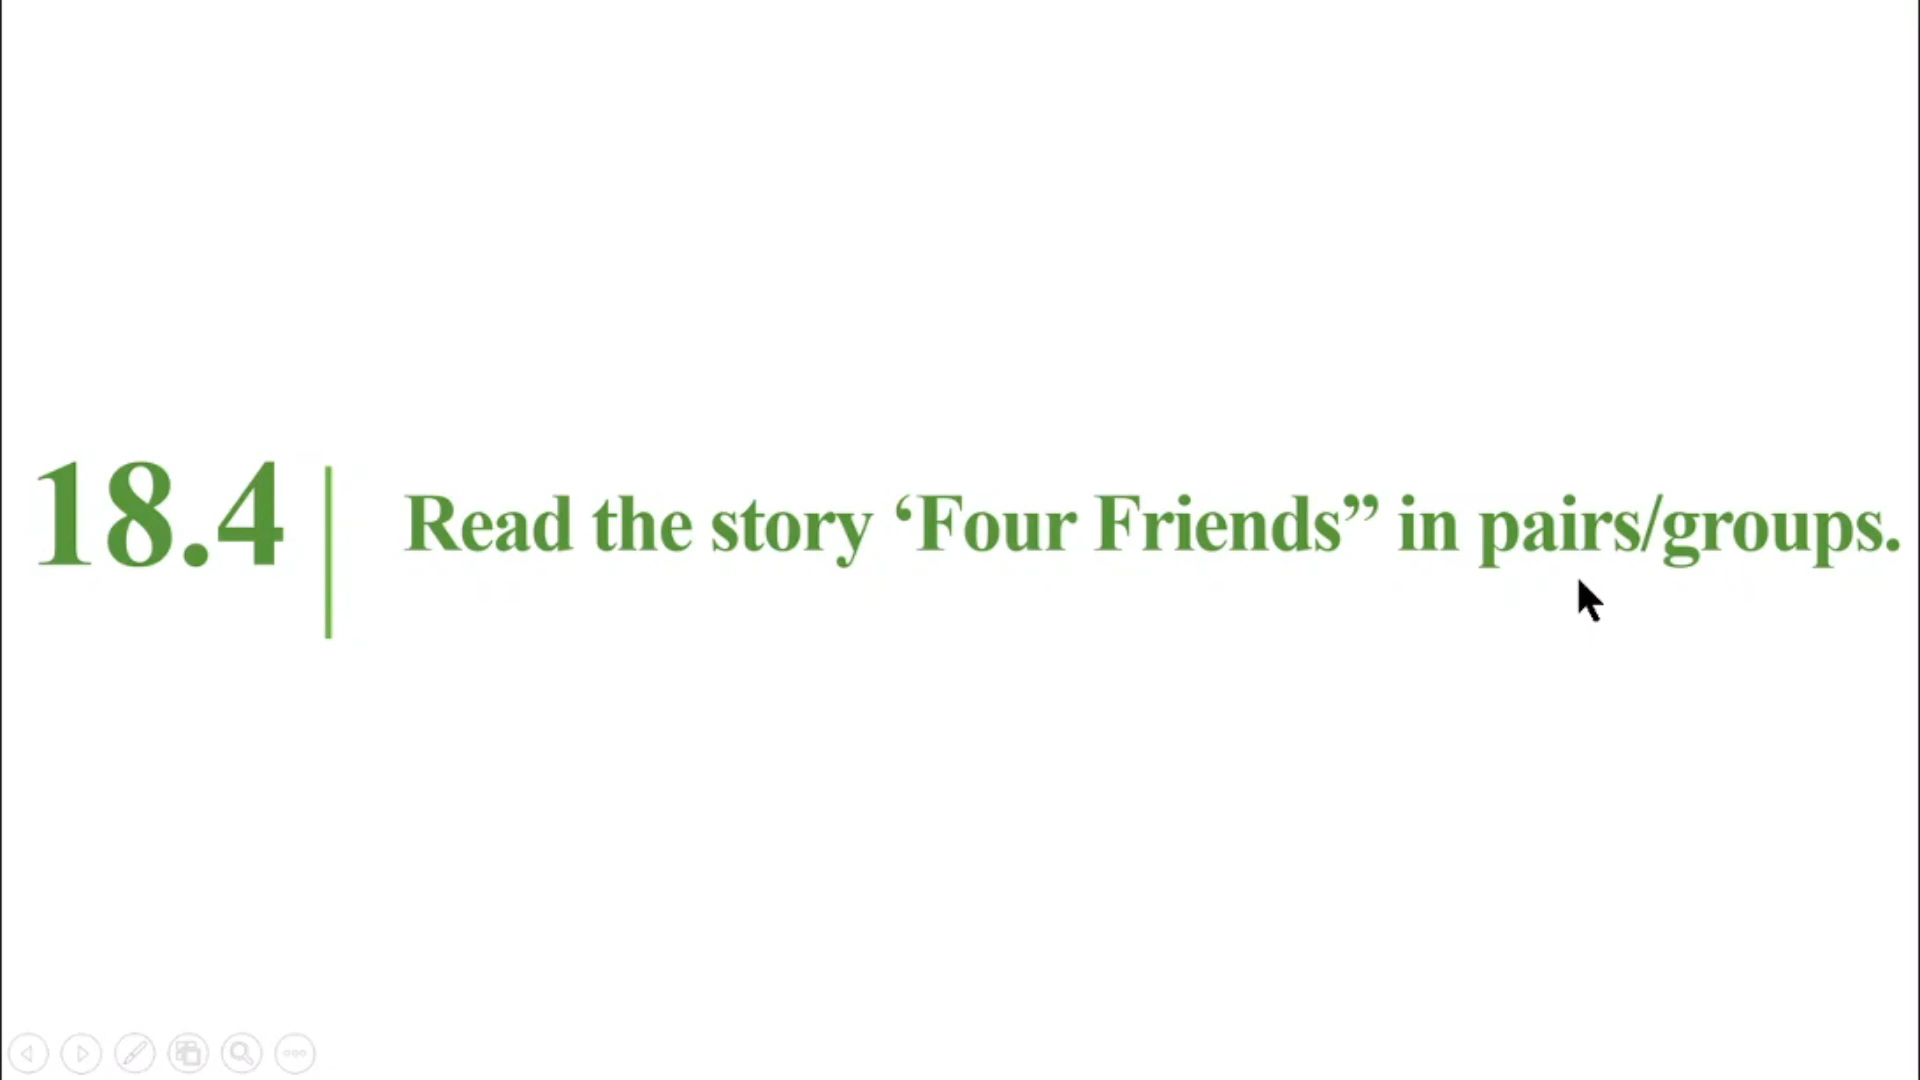 18.4 Read the story ‘Four Friends” in pairs/groups.